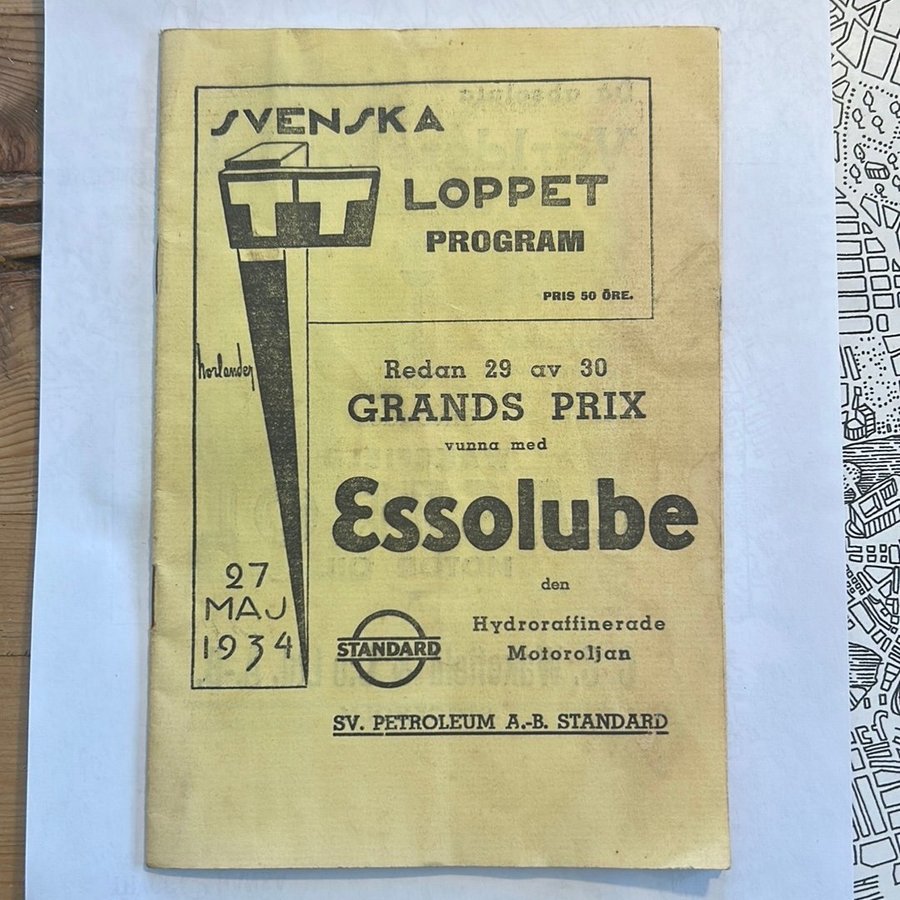 SVENSKA
TT LOPPET
PROGRAM
PRIS 50 ÖRE.
Norlander
Redan 29 av 30
GRANDS PRIX
vunna med
Essolube
den
Hydroraffinerade
Motoroljan
STANDARD
SV. PETROLEUM A.-B. STANDARD
27
MAJ
1934